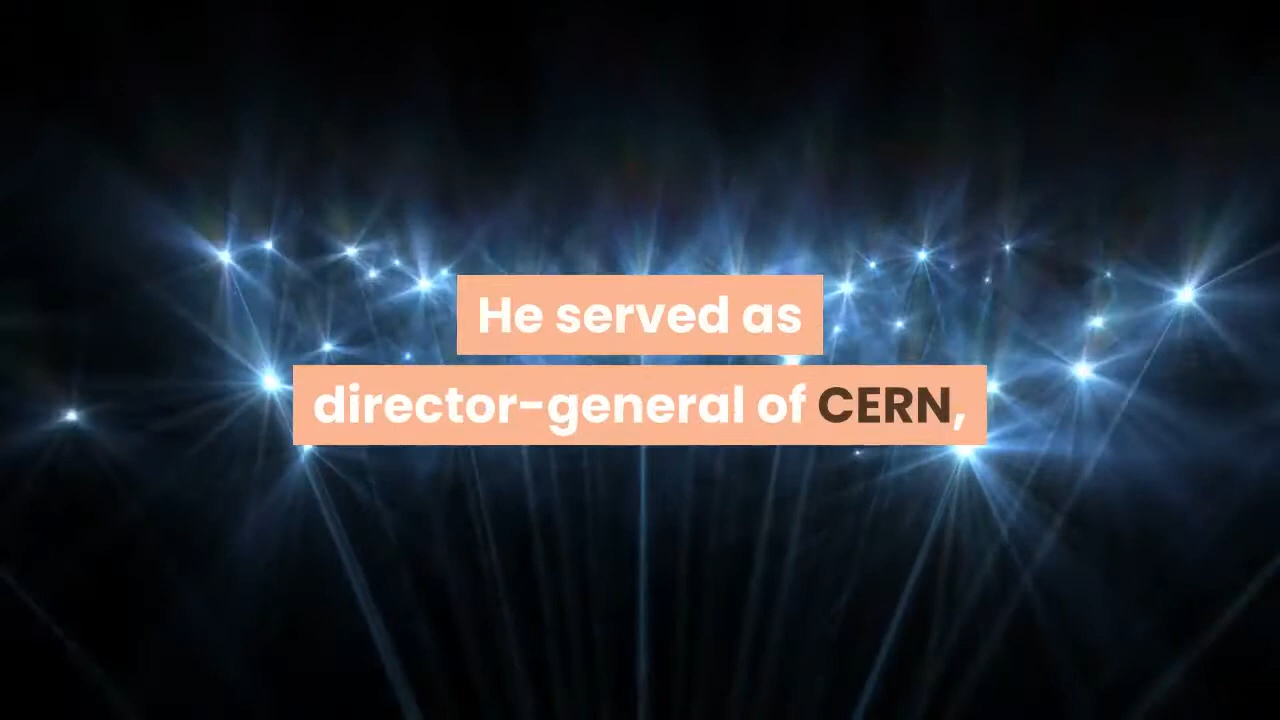 He served as
director-general of CERN,